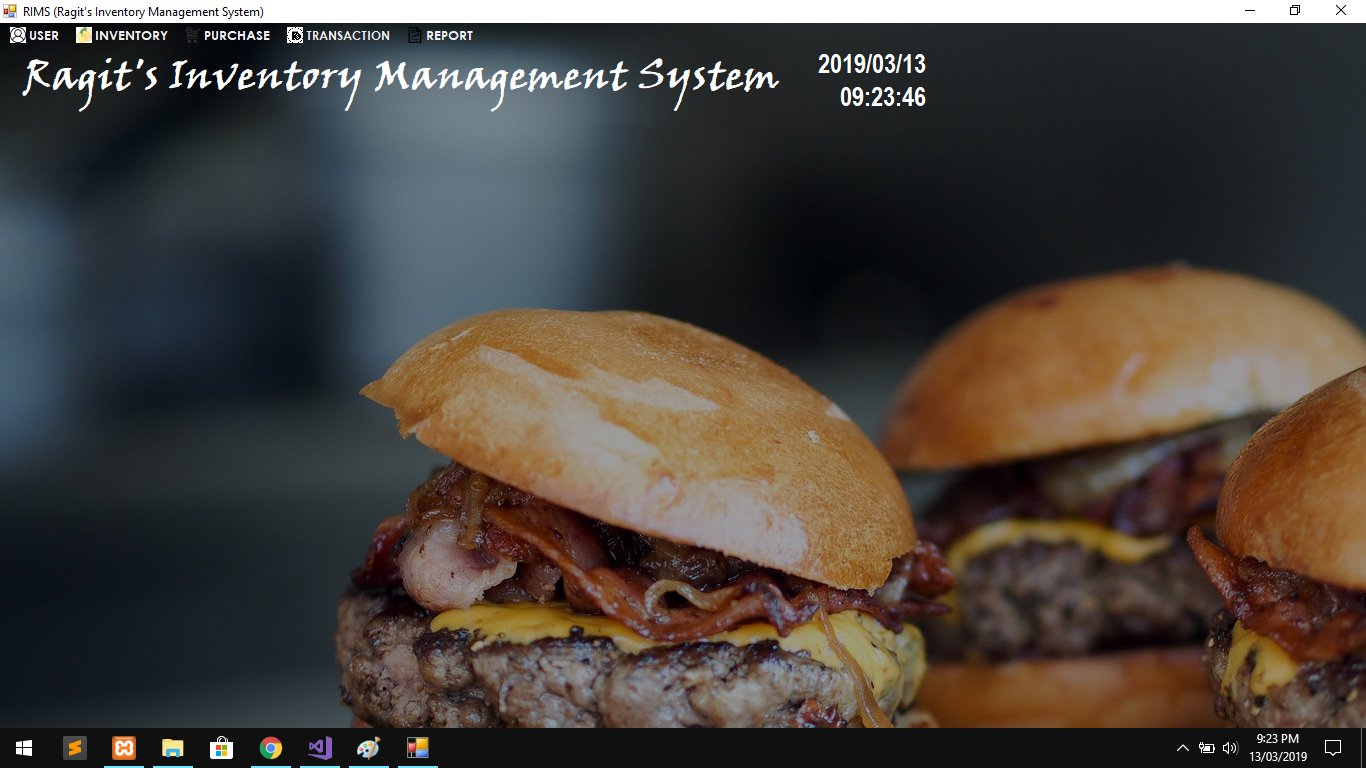 RIMS (Ragit's Inventory Management System)
USER INVENTORY PURCHASE TRANSACTION REPORT
Ragit's Inventory Management System
2019/03/13
09:23:46
9:23 PM
13/03/2019